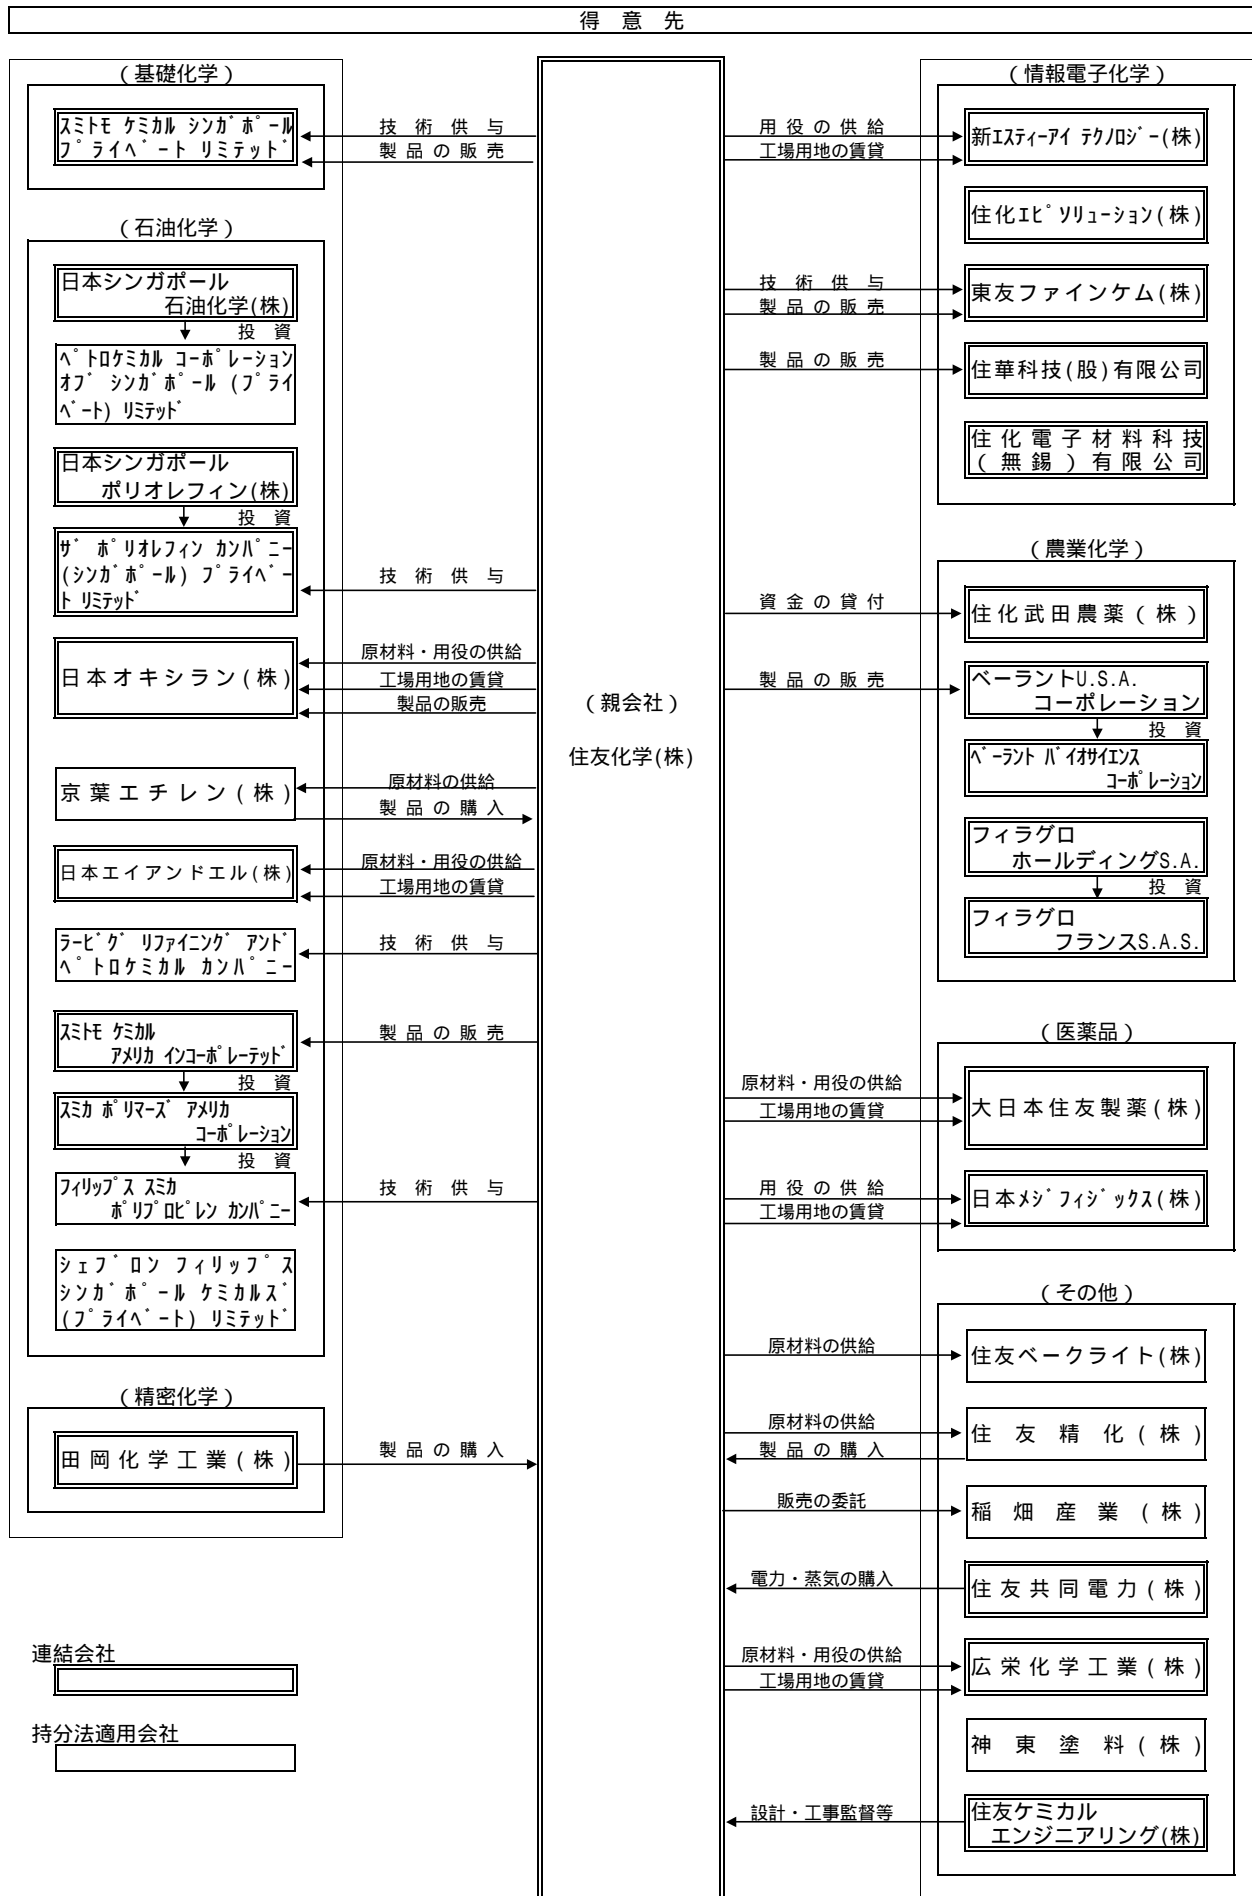 得 意 先
(基礎化学)
スミトモ ケミカル シンガポール
プライベート リミテッド
技 術 供 与
製 品 の 販 売
(石油化学)
日本シンガポール
石油化学(株)
投 資
ペトロケミカル コーポレーション
オブ シンガポール (プライ
ベート) リミテッド
日本シンガポール
ポリオレフィン(株)
投 資
ザ ポリオレフィン カンパニー
(シンガポール) プライベー
ト リミテッド
技 術 供 与
日本オキシラン(株)
原材料・用役の供給
工場用地の賃貸
製品の販売
京葉エチレン(株)
原材料の供給
製 品 の 購 入
日本エイアンドエル(株)
原材料・用役の供給
工場用地の賃貸
ラービグ リファイニング アンド
ペトロケミカル カンパニー
技 術 供 与
スミトモ ケミカル
アメリカ インコーポレーテッド
製 品 の 販 売
投 資
スミカ ポリマーズ アメリカ
コーポレーション
投 資
フィリップス スミカ
ポリプロピレン カンパニー
技 術 供 与
シェブロン フィリップス
シンガポール ケミカルズ
(プライベート) リミテッド
(精密化学)
田岡化学工業(株)
製 品 の 購 入
連結会社
持分法適用会社
(親会社)
住友化学(株)
(情報電子化学)
用 役 の 供 給
工場用地の賃貸
新エスティーアイ テクノロジー(株)
住化エピソリューション(株)
技 術 供 与
製 品 の 販 売
東友ファインケム(株)
製 品 の 販 売
住華科技(股)有限公司
住化電子材料科技
(無錫)有限公司
(農業化学)
資 金 の 貸 付
住化武田農薬(株)
製 品 の 販 売
ベーラントU.S.A.
コーポレーション
投 資
ベーラント バイオサイエンス
コーポレーション
フィラグロ
ホールディングS.A.
投 資
フィラグロ
フランスS.A.S.
(医薬品)
原材料・用役の供給
工場用地の賃貸
大日本住友製薬(株)
用 役 の 供 給
工場用地の賃貸
日本メジフィジックス(株)
(その他)
原材料の供給
住友ベークライト(株)
原材料の供給
製 品 の 購 入
住 友 精 化 (株)
販売の委託
稲 畑 産 業 (株)
電力・蒸気の購入
住友共同電力(株)
原材料・用役の供給
工場用地の賃貸
広栄化学工業(株)
神 東 塗 料 (株)
設計・工事監督等
住友ケミカル
エンジニアリング(株)